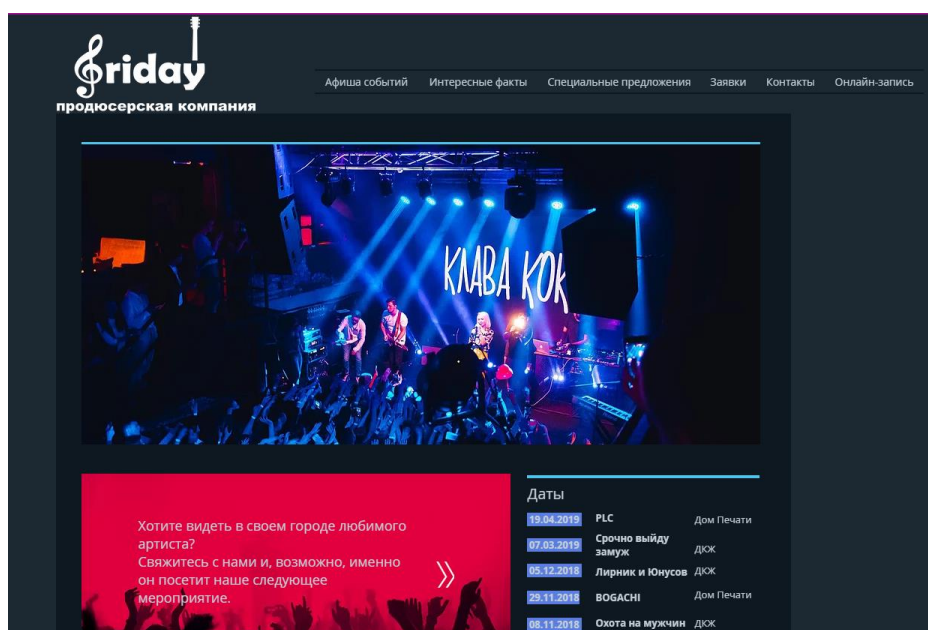 riday
продюсерская компания
Афиша событий Интересные факты Специальные предложения Заявки Контакты Онлайн-запись
КЛАВА КОК
Хотите видеть в своем городе любимого
артиста?
Свяжитесь с нами и, возможно, именно
он посетит наше следующее
мероприятие.
Даты
19.04.2019 PLC Дом Печати
07.03.2019 Срочно выйду
замуж ДКЖ
05.12.2018 Лирник и Юнусов ДКЖ
29.11.2018 BOGACHI Дом Печати
08.11.2018 Охота на мужчин ДКЖ